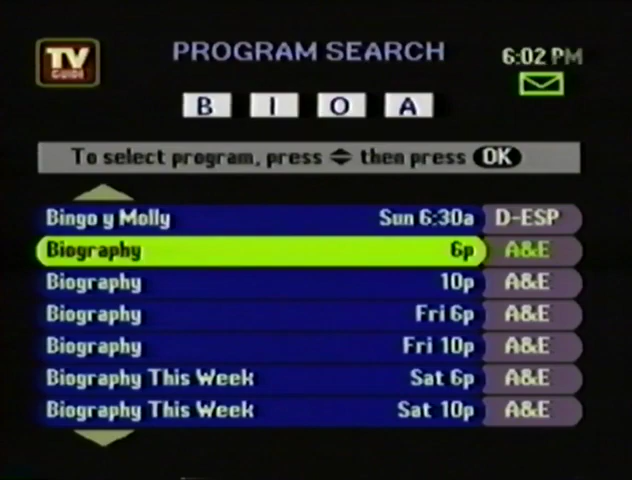 TV GUIDE
PROGRAM SEARCH
6:02 PM
B I O A
To select program, press then press OK
Bingo y Molly Sun 6:30a D-ESP
Biography 6p A&E
Biography 10p A&E
Biography Fri 6p A&E
Biography Fri 10p A&E
Biography This Week Sat 6p A&E
Biography This Week Sat 10p A&E